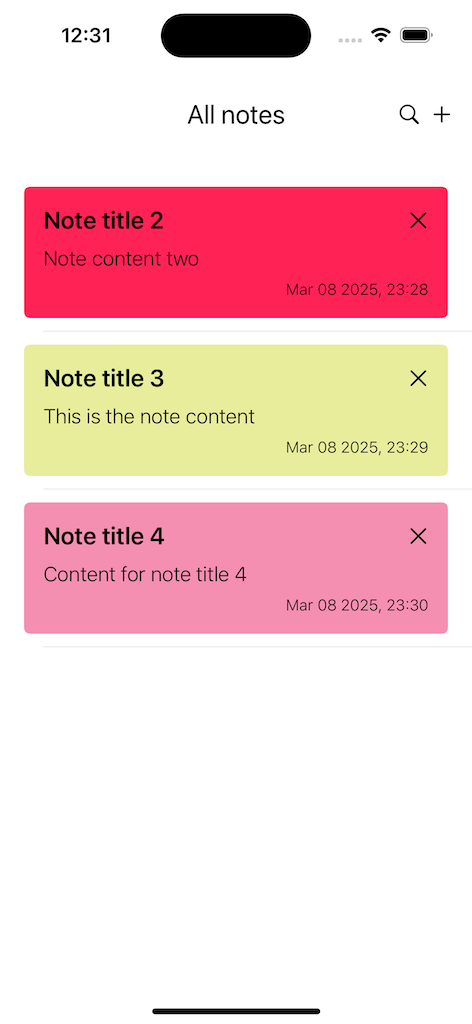 12:31
All notes
Note title 2
Note content two
Mar 08 2025, 23:28
Note title 3
This is the note content
Mar 08 2025, 23:29
Note title 4
Content for note title 4
Mar 08 2025, 23:30